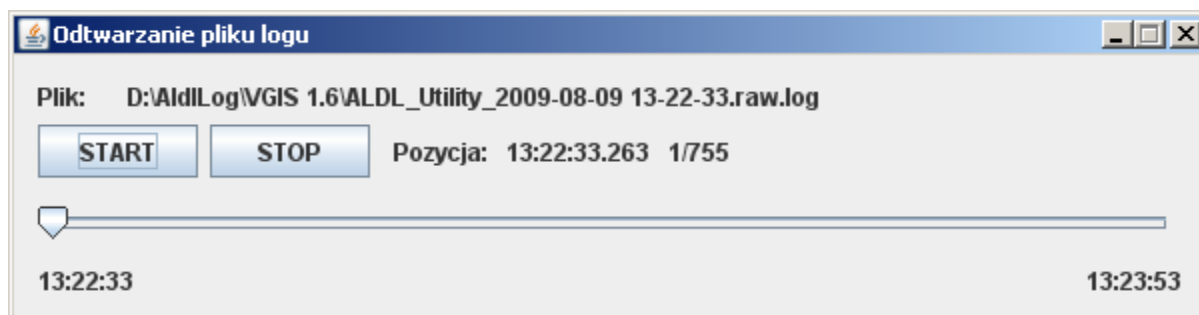 Odtwarzanie pliku logu
Plik: D:\AldlLog\VGIS 1.6\ALDL_Utility_2009-08-09 13-22-33.raw.log
START STOP Pozycja: 13:22:33.263 1/755
13:22:33 13:23:53